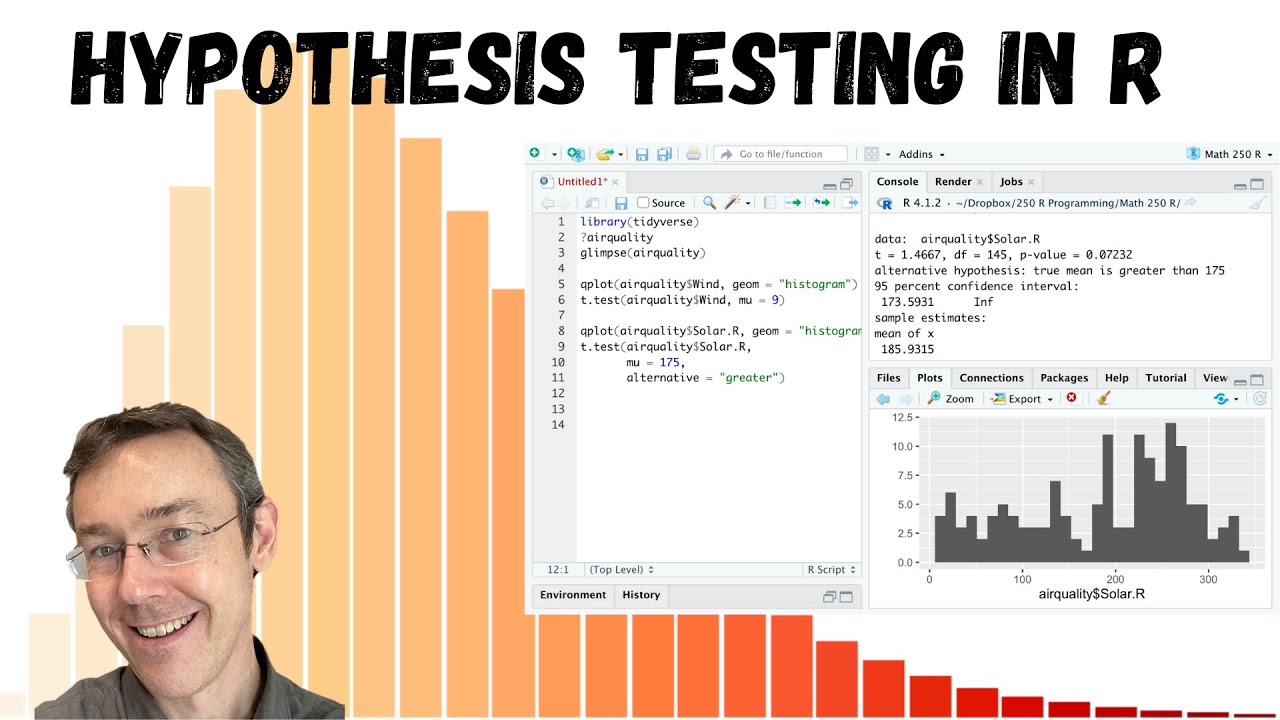 HYPOTHESIS TESTING IN R
Go to file/function
Addins
Math 250 R
Untitled1*
Source
1 library(tidyverse)
2 ?airquality
3 glimpse(airquality)
4
5 qplot(airquality$Wind, geom = "histogram")
6 t.test(airquality$Wind, mu = 9)
7
8 qplot(airquality$Solar.R, geom = "histogram
9 t.test(airquality$Solar.R,
10 mu = 175,
11 alternative = "greater")
12
13
14
12:1 (Top Level) R Script
Environment History
Console Render Jobs
R 4.1.2 · ~/Dropbox/250 R Programming/Math 250 R/
data: airquality$Solar.R
t = 1.4667, df = 145, p-value = 0.07232
alternative hypothesis: true mean is greater than 175
95 percent confidence interval:
173.5931 Inf
sample estimates:
mean of x
185.9315
Files Plots Connections Packages Help Tutorial View
Zoom Export
12.5
10.0
7.5
5.0
2.5
0.0
0 100 200 300
airquality$Solar.R